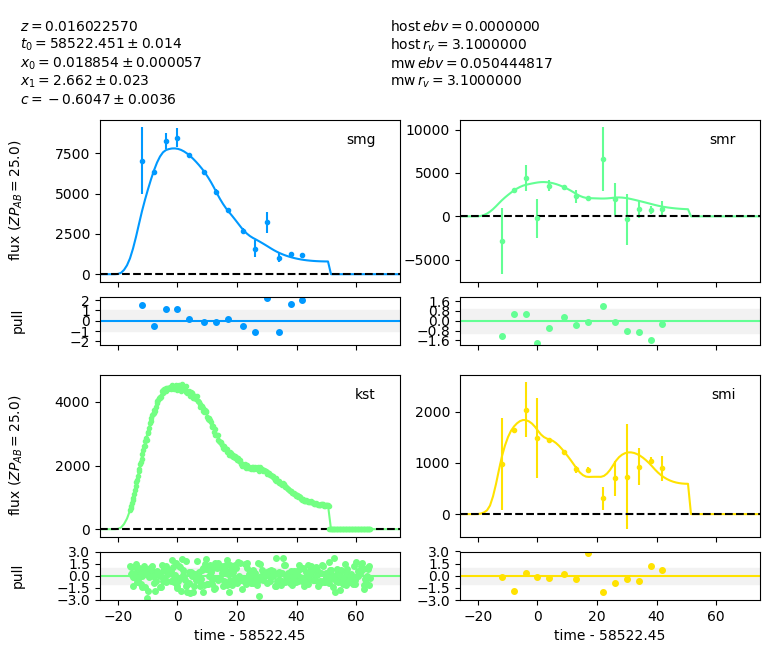 z = 0.016022570
t0 = 58522.451 ± 0.014
x0 = 0.018854 ± 0.000057
x1 = 2.662 ± 0.023
c = −0.6047 ± 0.0036
host ebv = 0.0000000
host rv = 3.1000000
mw ebv = 0.050444817
mw rv = 3.1000000
flux (ZPAB = 25.0)
7500
5000
2500
0
smg
10000
5000
0
−5000
smr
pull
2
1
0
−1
−2
1.6
0.8
0.0
−0.8
−1.6
flux (ZPAB = 25.0)
4000
2000
0
kst
2000
1000
0
smi
pull
3.0
1.5
0.0
−1.5
−3.0
3.0
1.5
0.0
−1.5
−3.0
−20 0 20 40 60
−20 0 20 40 60
time - 58522.45
time - 58522.45